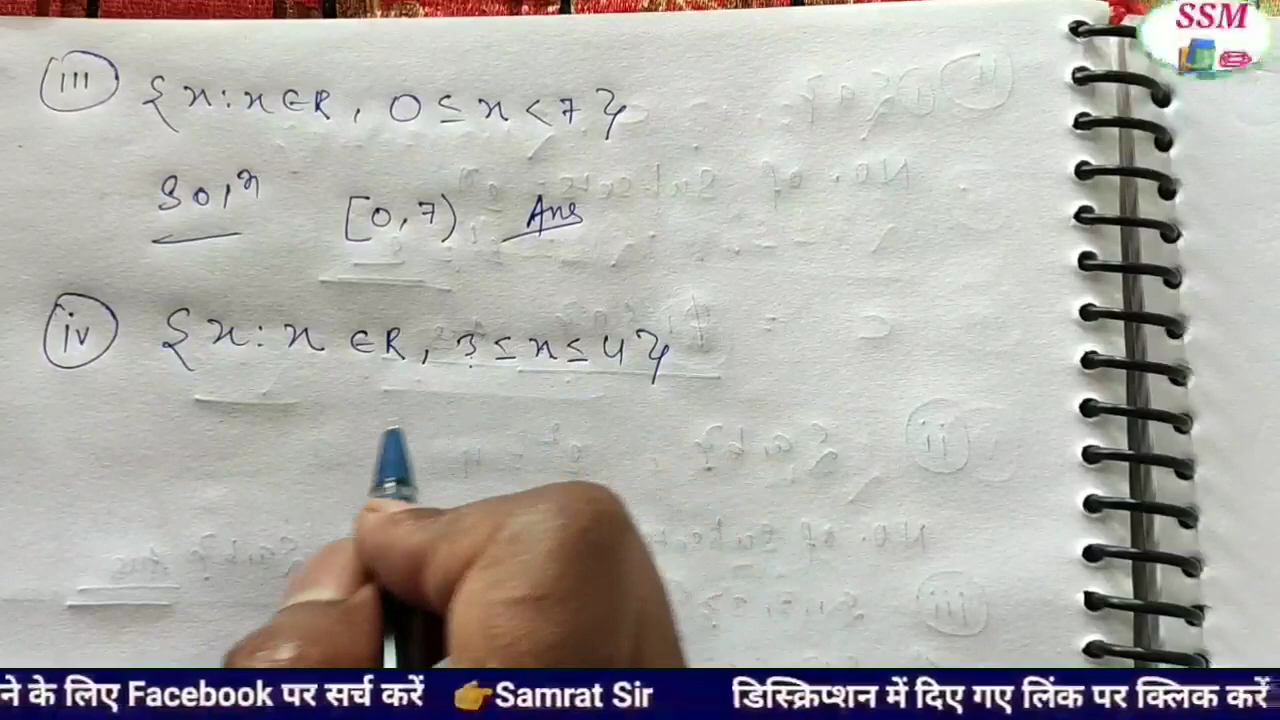 SSM
iii {x : x ∈ R, 0 ≤ x < 7}
Soln [0, 7) Ans
iv {x : x ∈ R, 3 ≤ x ≤ 4}
ने के लिए Facebook पर सर्च करें 👉Samrat Sir डिस्क्रिप्शन में दिए गए लिंक पर क्लिक करें